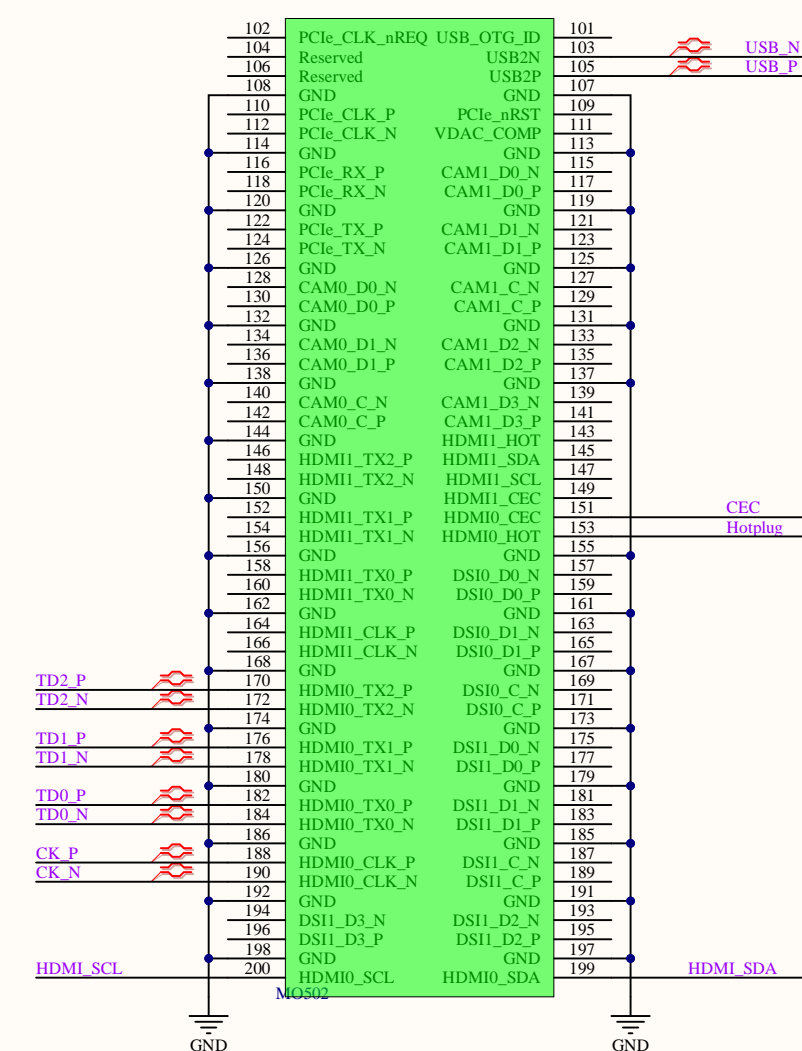 102 PCIe_CLK_nREQ USB_OTG_ID 101
104 Reserved USB2N 103 USB_N
106 Reserved USB2P 105 USB_P
108 GND GND 107
110 PCIe_CLK_P PCIe_nRST 109
112 PCIe_CLK_N VDAC_COMP 111
114 GND GND 113
116 PCIe_RX_P CAM1_D0_N 115
118 PCIe_RX_N CAM1_D0_P 117
120 GND GND 119
122 PCIe_TX_P CAM1_D1_N 121
124 PCIe_TX_N CAM1_D1_P 123
126 GND GND 125
128 CAM0_D0_N CAM1_C_N 127
130 CAM0_D0_P CAM1_C_P 129
132 GND GND 131
134 CAM0_D1_N CAM1_D2_N 133
136 CAM0_D1_P CAM1_D2_P 135
138 GND GND 137
140 CAM0_C_N CAM1_D3_N 139
142 CAM0_C_P CAM1_D3_P 141
144 GND HDMI1_HOT 143
146 HDMI1_TX2_P HDMI1_SDA 145
148 HDMI1_TX2_N HDMI1_SCL 147
150 GND HDMI1_CEC 149
152 HDMI1_TX1_P HDMI0_CEC 151 CEC
154 HDMI1_TX1_N HDMI0_HOT 153 Hotplug
156 GND GND 155
158 HDMI1_TX0_P DSI0_D0_N 157
160 HDMI1_TX0_N DSI0_D0_P 159
162 GND GND 161
164 HDMI1_CLK_P DSI0_D1_N 163
166 HDMI1_CLK_N DSI0_D1_P 165
168 GND GND 167
TD2_P 170 HDMI0_TX2_P DSI0_C_N 169
TD2_N 172 HDMI0_TX2_N DSI0_C_P 171
174 GND GND 173
TD1_P 176 HDMI0_TX1_P DSI1_D0_N 175
TD1_N 178 HDMI0_TX1_N DSI1_D0_P 177
180 GND GND 179
TD0_P 182 HDMI0_TX0_P DSI1_D1_N 181
TD0_N 184 HDMI0_TX0_N DSI1_D1_P 183
186 GND GND 185
CK_P 188 HDMI0_CLK_P DSI1_C_N 187
CK_N 190 HDMI0_CLK_N DSI1_C_P 189
192 GND GND 191
194 DSI1_D3_N DSI1_D2_N 193
196 DSI1_D3_P DSI1_D2_P 195
198 GND GND 197
HDMI_SCL 200 HDMI0_SCL HDMI0_SDA 199 HDMI_SDA
MO502
GND GND